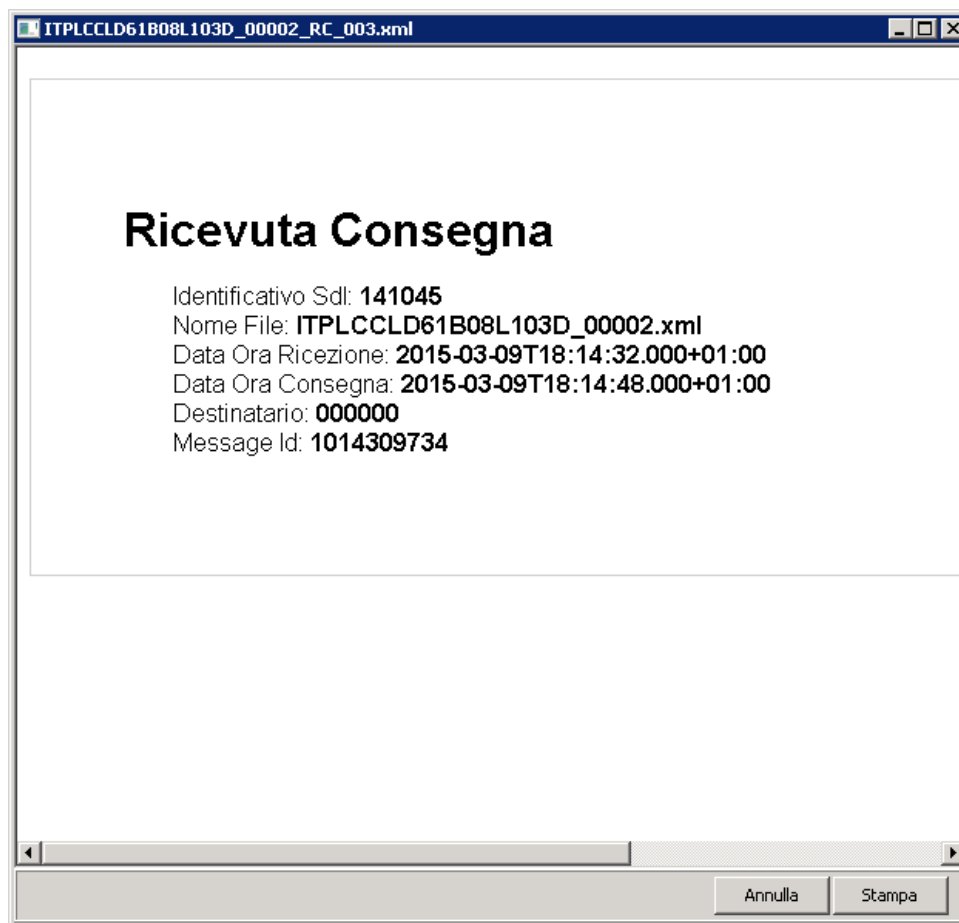 ITPLCCLD61B08L103D_00002_RC_003.xml
Ricevuta Consegna
Identificativo SdI: 141045
Nome File: ITPLCCLD61B08L103D_00002.xml
Data Ora Ricezione: 2015-03-09T18:14:32.000+01:00
Data Ora Consegna: 2015-03-09T18:14:48.000+01:00
Destinatario: 000000
Message Id: 1014309734
Annulla Stampa